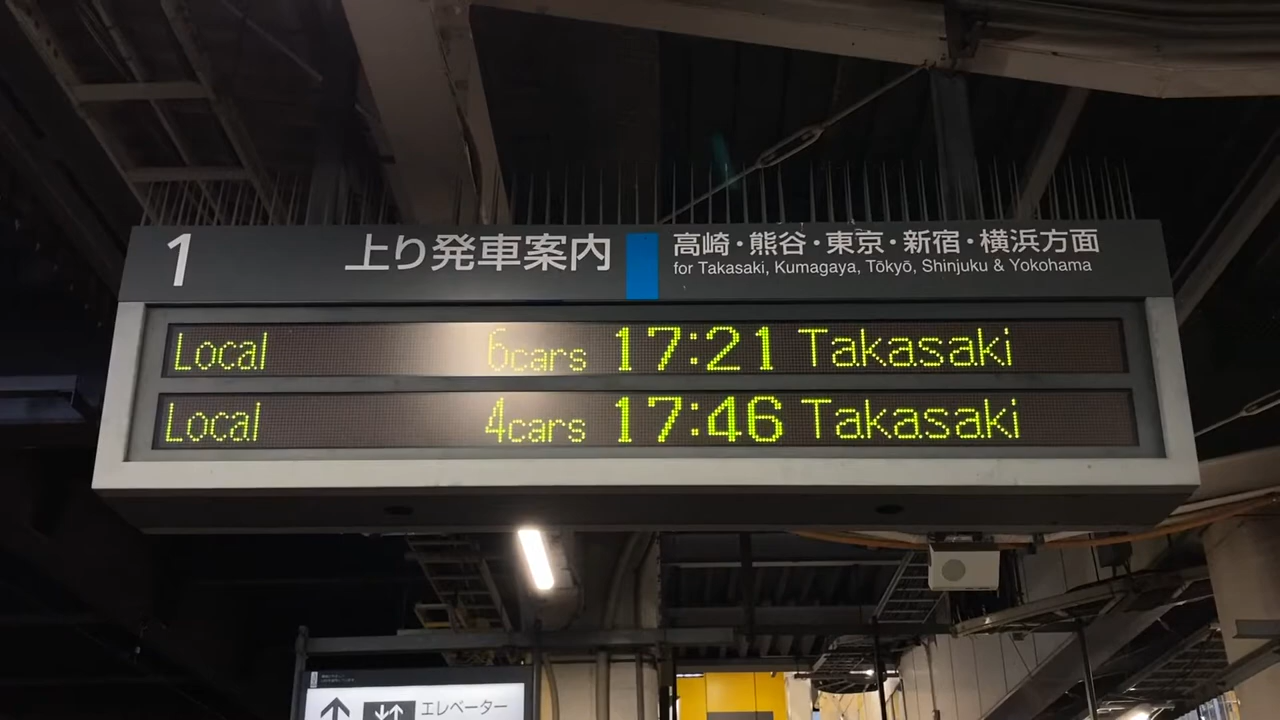 1 上り発車案内 高崎・熊谷・東京・新宿・横浜方面
for Takasaki, Kumagaya, Tōkyō, Shinjuku & Yokohama
Local 6cars 17:21 Takasaki
Local 4cars 17:46 Takasaki
エレベーター